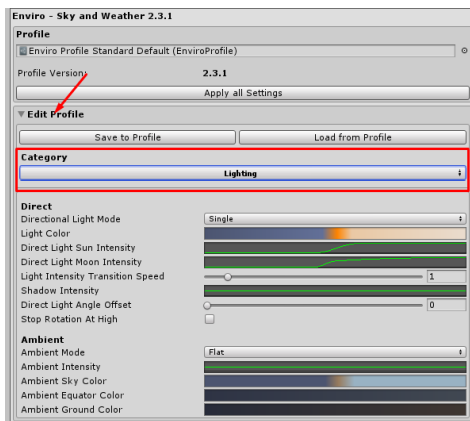 Enviro - Sky and Weather 2.3.1
Profile
Enviro Profile Standard Default (EnviroProfile)
Profile Version: 2.3.1
Apply all Settings
Edit Profile
Save to Profile Load from Profile
Category
Lighting
Direct
Directional Light Mode Single
Light Color
Direct Light Sun Intensity
Direct Light Moon Intensity
Light Intensity Transition Speed 1
Shadow Intensity
Direct Light Angle Offset 0
Stop Rotation At High
Ambient
Ambient Mode Flat
Ambient Intensity
Ambient Sky Color
Ambient Equator Color
Ambient Ground Color